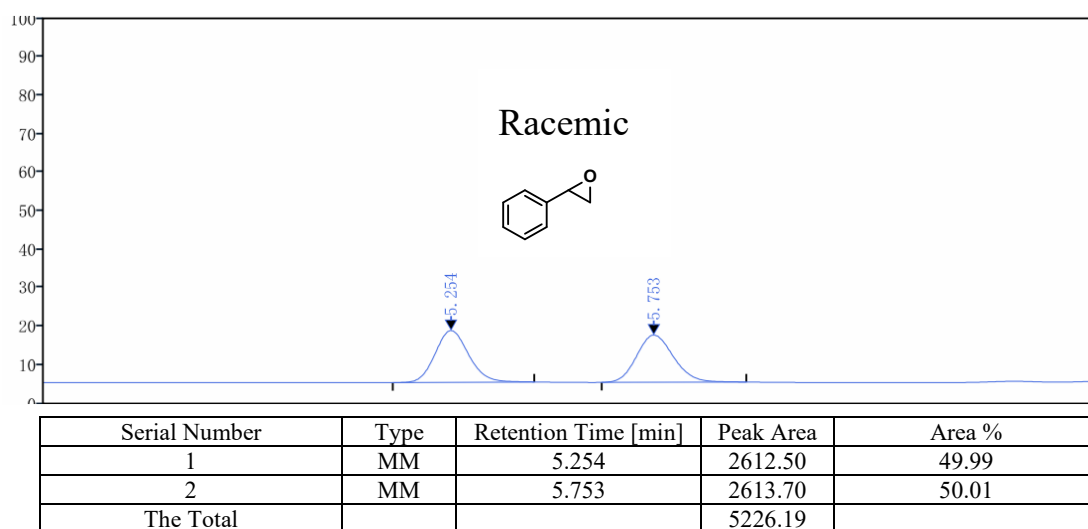 100
90
80
70
60
50
40
30
20
10
0
Racemic
O
5.254
5.753
Serial Number Type Retention Time [min] Peak Area Area %
1 MM 5.254 2612.50 49.99
2 MM 5.753 2613.70 50.01
The Total 5226.19